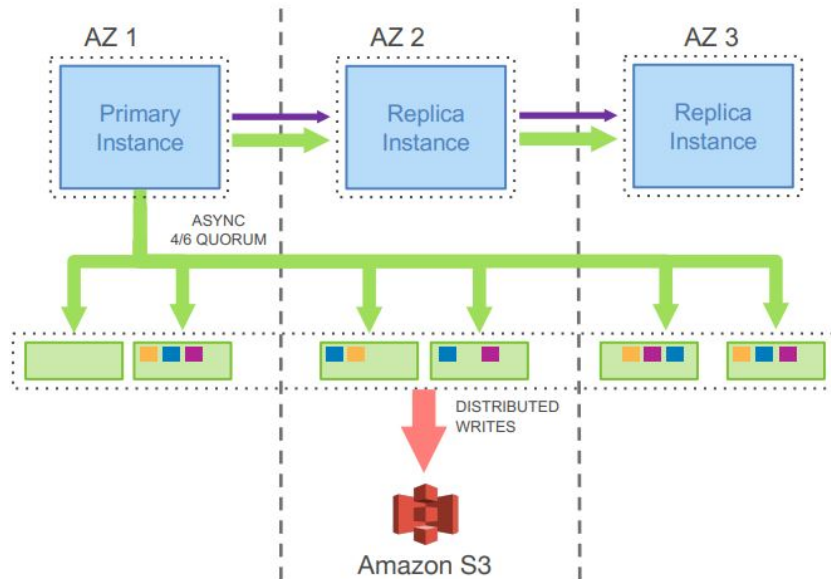 AZ 1
AZ 2
AZ 3
Primary
Instance
Replica
Instance
Replica
Instance
ASYNC
4/6 QUORUM
DISTRIBUTED
WRITES
Amazon S3